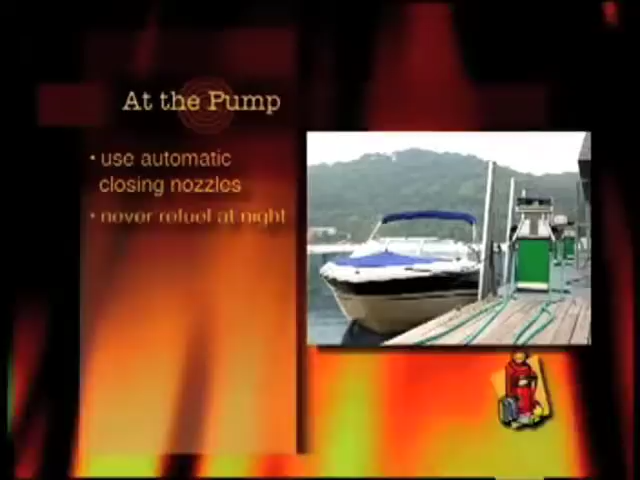 At the Pump
• use automatic
closing nozzles
• never refuel at night